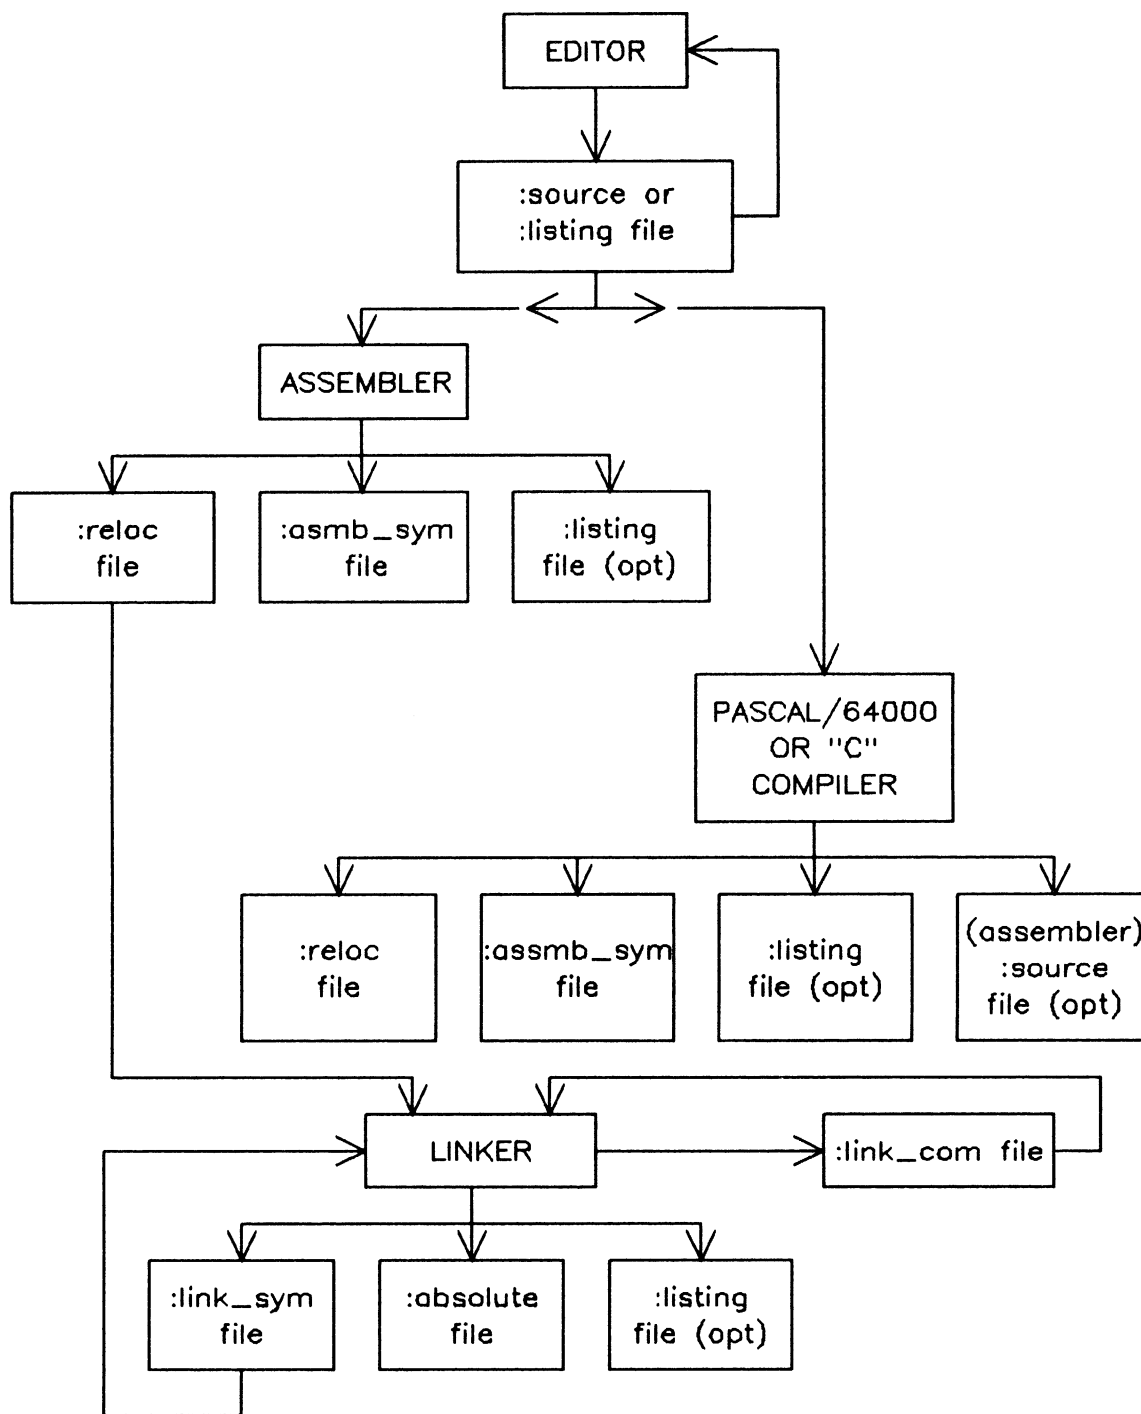 EDITOR
:source or
:listing file
ASSEMBLER
:reloc
file
:asmb_sym
file
:listing
file (opt)
PASCAL/64000
OR "C"
COMPILER
:reloc
file
:assmb_sym
file
:listing
file (opt)
(assembler)
:source
file (opt)
LINKER
:link_com file
:link_sym
file
:absolute
file
:listing
file (opt)